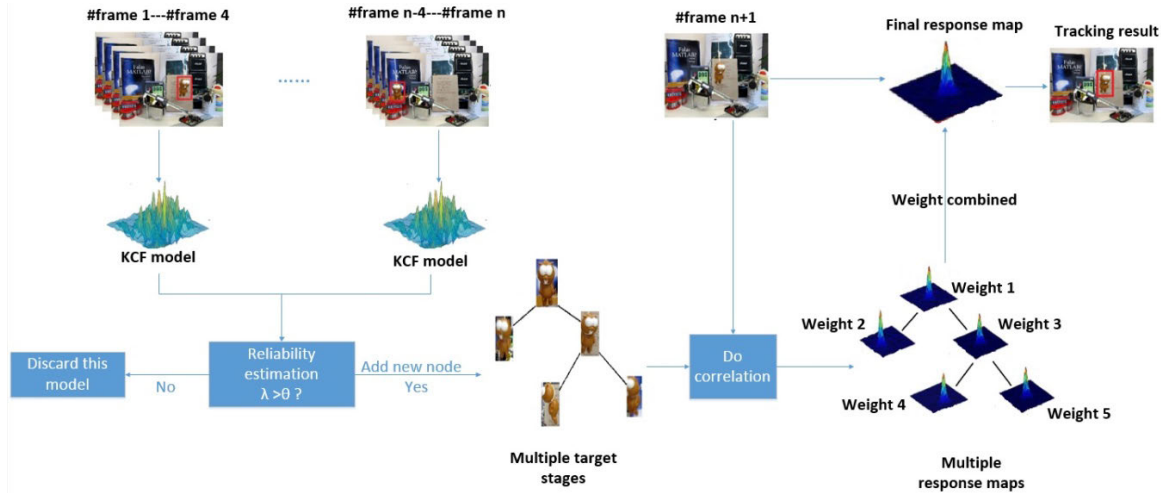 #frame 1---#frame 4
#frame n-4---#frame n
#frame n+1
Final response map
Tracking result
......
KCF model
KCF model
Weight combined
Weight 1
Weight 2
Weight 3
Weight 4
Weight 5
Discard this
model
No
Reliability
estimation
λ >θ ?
Add new node
Yes
Do
correlation
Multiple target
stages
Multiple
response maps